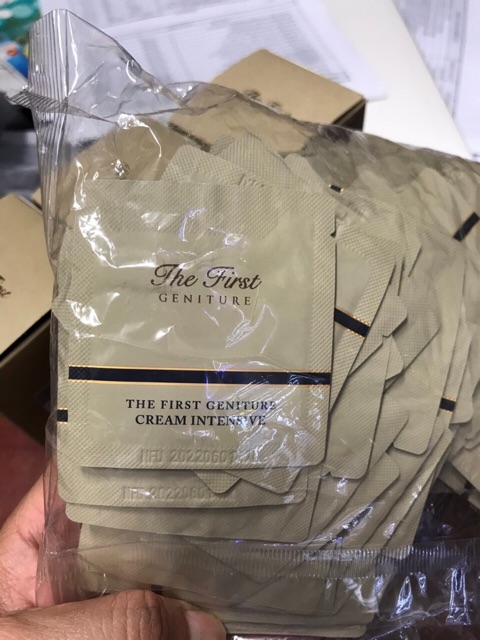 The First
GENITURE
THE FIRST GENITURE
CREAM INTENSIVE